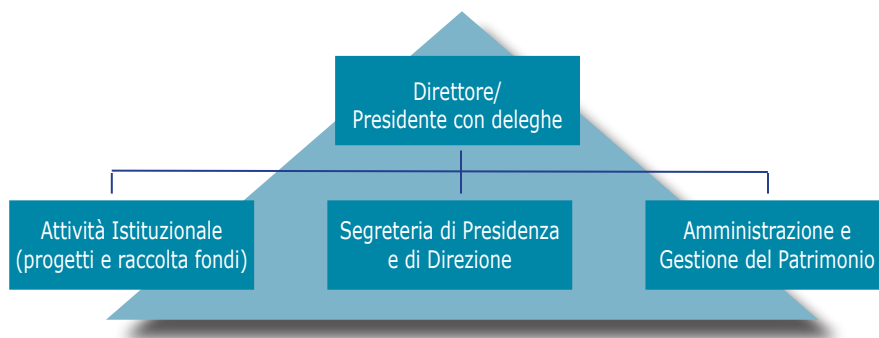 Direttore/
Presidente con deleghe
Attività Istituzionale
(progetti e raccolta fondi)
Segreteria di Presidenza
e di Direzione
Amministrazione e
Gestione del Patrimonio